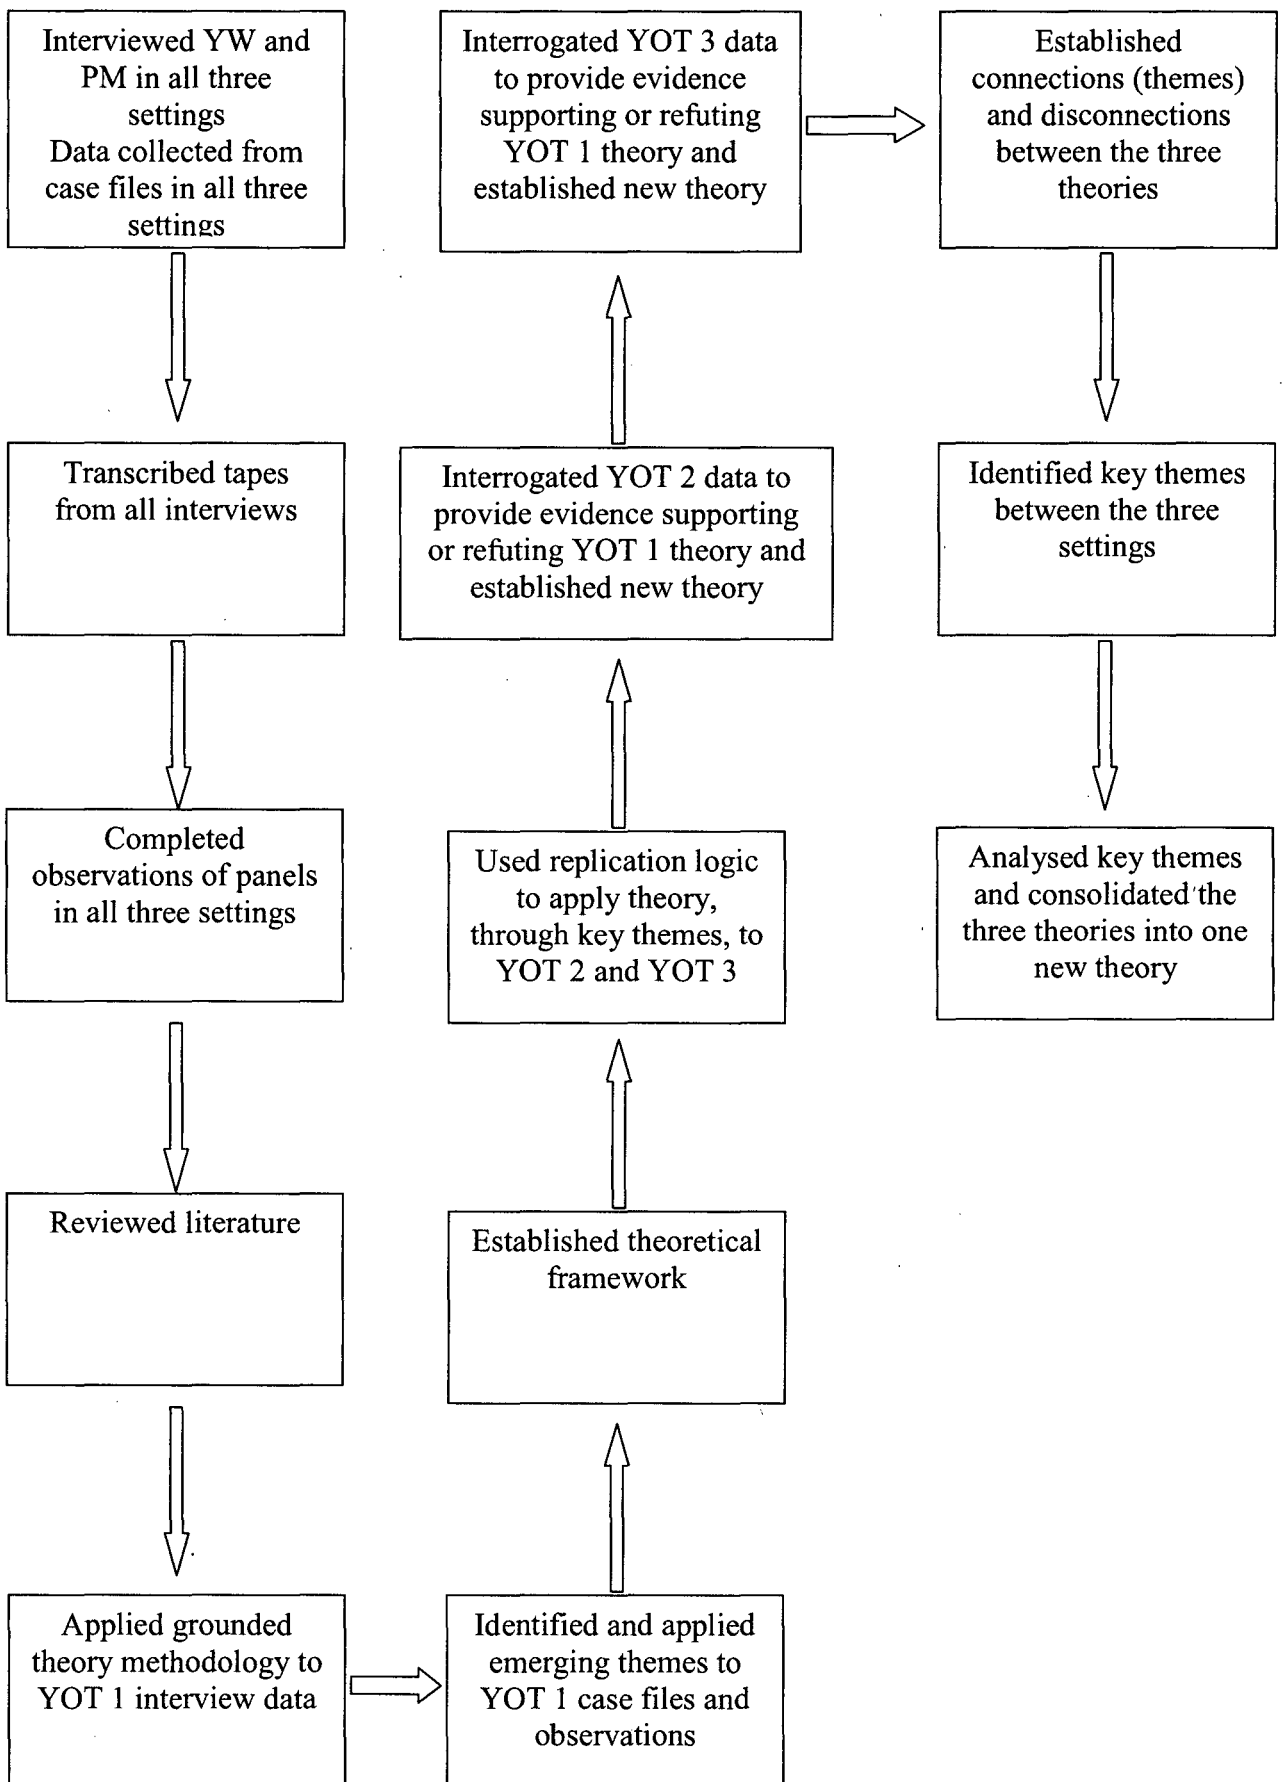 Interviewed YW and
PM in all three
settings
Data collected from
case files in all three
settings
Transcribed tapes
from all interviews
Completed
observations of panels
in all three settings
Reviewed literature
Applied grounded
theory methodology to
YOT 1 interview data
Identified and applied
emerging themes to
YOT 1 case files and
observations
Established theoretical
framework
Used replication logic
to apply theory,
through key themes, to
YOT 2 and YOT 3
Interrogated YOT 2 data to
provide evidence supporting
or refuting YOT 1 theory and
established new theory
Interrogated YOT 3 data
to provide evidence
supporting or refuting
YOT 1 theory and
established new theory
Established
connections (themes)
and disconnections
between the three
theories
Identified key themes
between the three
settings
Analysed key themes
and consolidated the
three theories into one
new theory